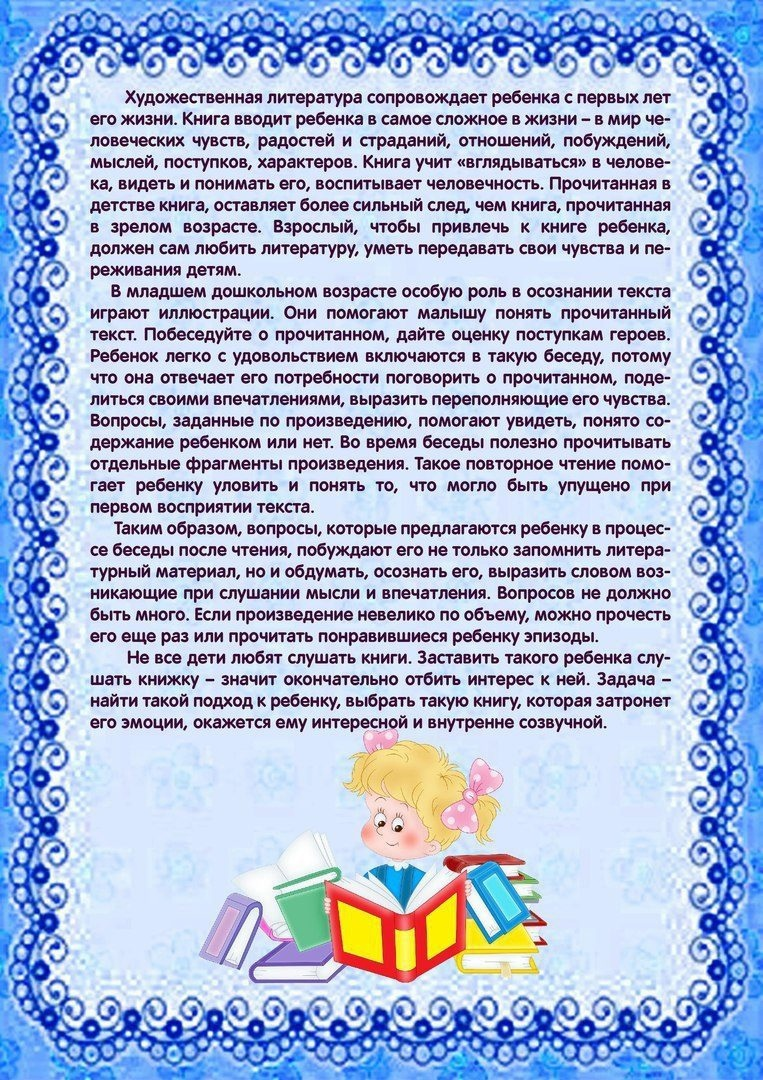 Художественная литература сопровождает ребенка с первых лет
его жизни. Книга вводит ребенка в самое сложное в жизни – в мир че-
ловеческих чувств, радостей и страданий, отношений, побуждений,
мыслей, поступков, характеров. Книга учит «вглядываться» в челове-
ка, видеть и понимать его, воспитывает человечность. Прочитанная в
детстве книга, оставляет более сильный след, чем книга, прочитанная
в зрелом возрасте. Взрослый, чтобы привлечь к книге ребенка,
должен сам любить литературу, уметь передавать свои чувства и пе-
реживания детям.
В младшем дошкольном возрасте особую роль в осознании текста
играют иллюстрации. Они помогают малышу понять прочитанный
текст. Побеседуйте о прочитанном, дайте оценку поступкам героев.
Ребенок легко с удовольствием включаются в такую беседу, потому
что она отвечает его потребности поговорить о прочитанном, поде-
литься своими впечатлениями, выразить переполняющие его чувства.
Вопросы, заданные по произведению, помогают увидеть, понято со-
держание ребенком или нет. Во время беседы полезно прочитывать
отдельные фрагменты произведения. Такое повторное чтение помо-
гает ребенку уловить и понять то, что могло быть упущено при
первом восприятии текста.
Таким образом, вопросы, которые предлагаются ребенку в процес-
се беседы после чтения, побуждают его не только запомнить литера-
турный материал, но и обдумать, осознать его, выразить словом воз-
никающие при слушании мысли и впечатления. Вопросов не должно
быть много. Если произведение невелико по объему, можно прочесть
его еще раз или прочитать понравившиеся ребенку эпизоды.
Не все дети любят слушать книги. Заставить такого ребенка слу-
шать книжку – значит окончательно отбить интерес к ней. Задача –
найти такой подход к ребенку, выбрать такую книгу, которая затронет
его эмоции, окажется ему интересной и внутренне созвучной.